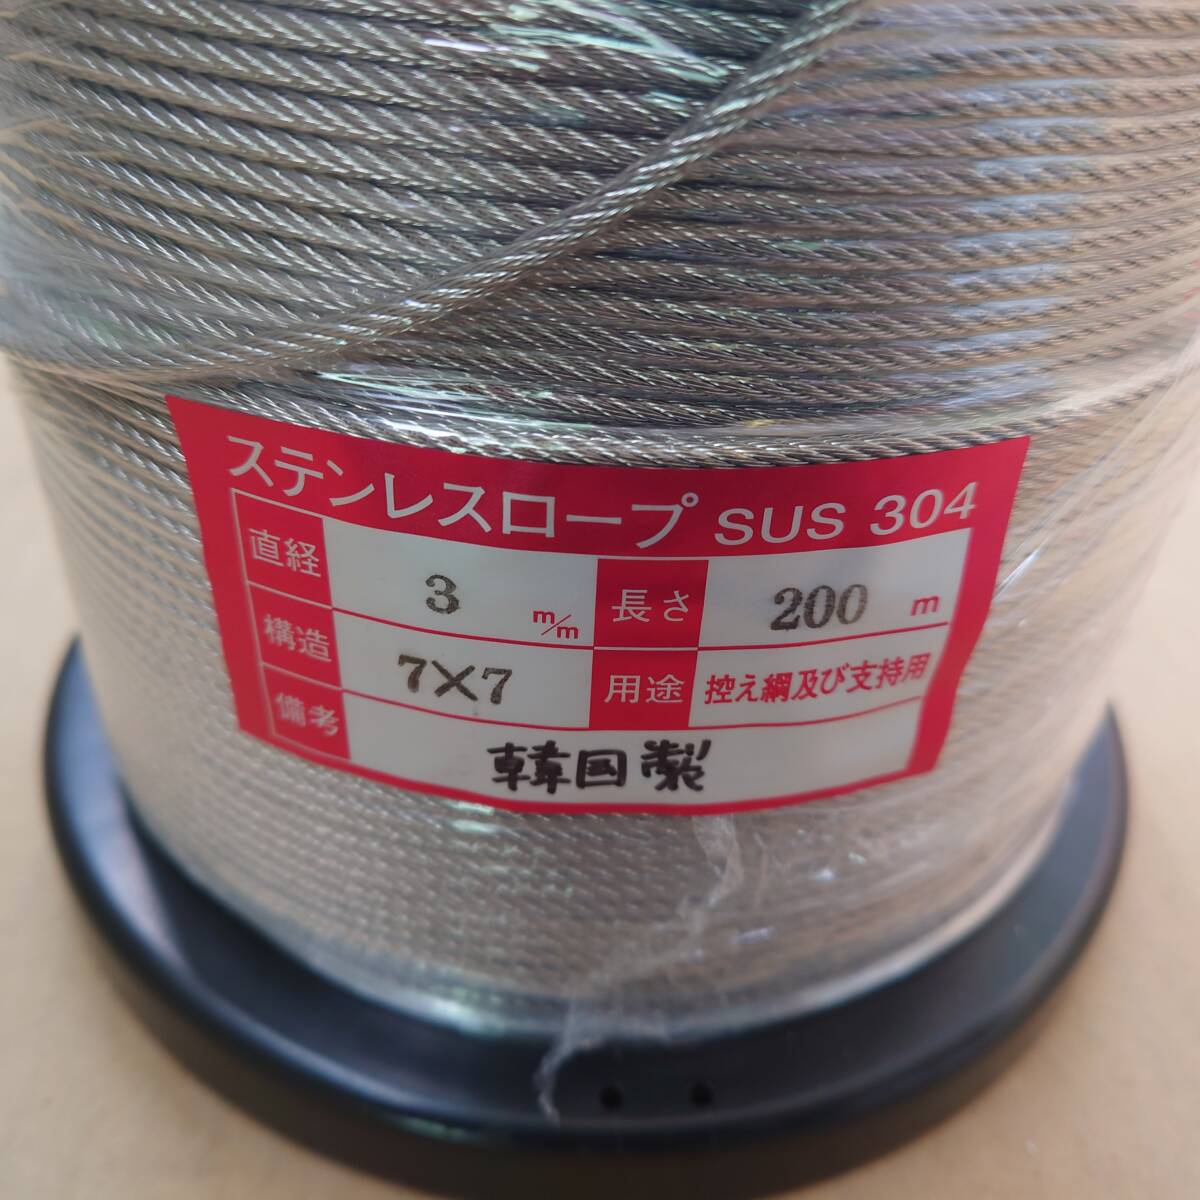 ステンレスロープ SUS 304
直経 3 m/m 長さ 200 m
構造 7×7 用途 控え綱及び支持用
備考 韓国製